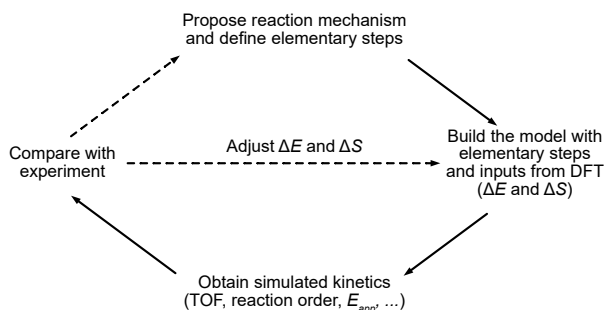 Propose reaction mechanism
and define elementary steps
Adjust ΔE and ΔS
Compare with
experiment
Build the model with
elementary steps
and inputs from DFT
(ΔE and ΔS)
Obtain simulated kinetics
(TOF, reaction order, E_app, ...)